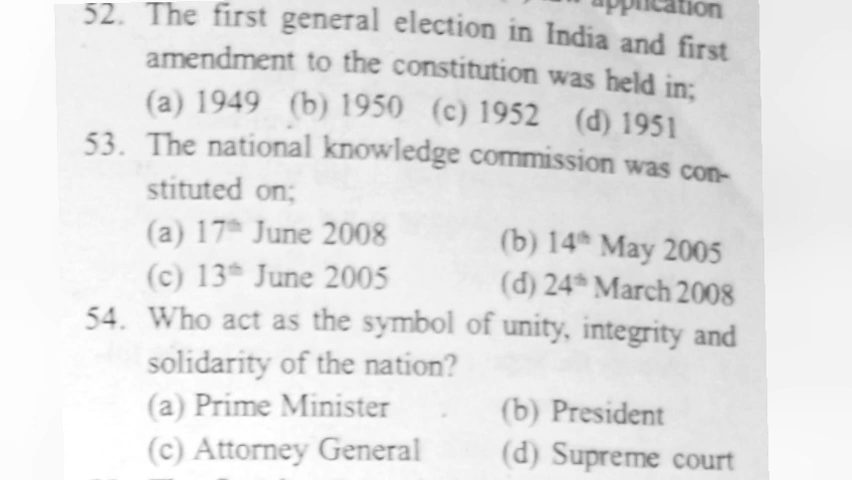 application
52. The first general election in India and first
amendment to the constitution was held in;
(a) 1949 (b) 1950 (c) 1952 (d) 1951
53. The national knowledge commission was con-
stituted on;
(a) 17th June 2008 (b) 14th May 2005
(c) 13th June 2005 (d) 24th March 2008
54. Who act as the symbol of unity, integrity and
solidarity of the nation?
(a) Prime Minister (b) President
(c) Attorney General (d) Supreme court